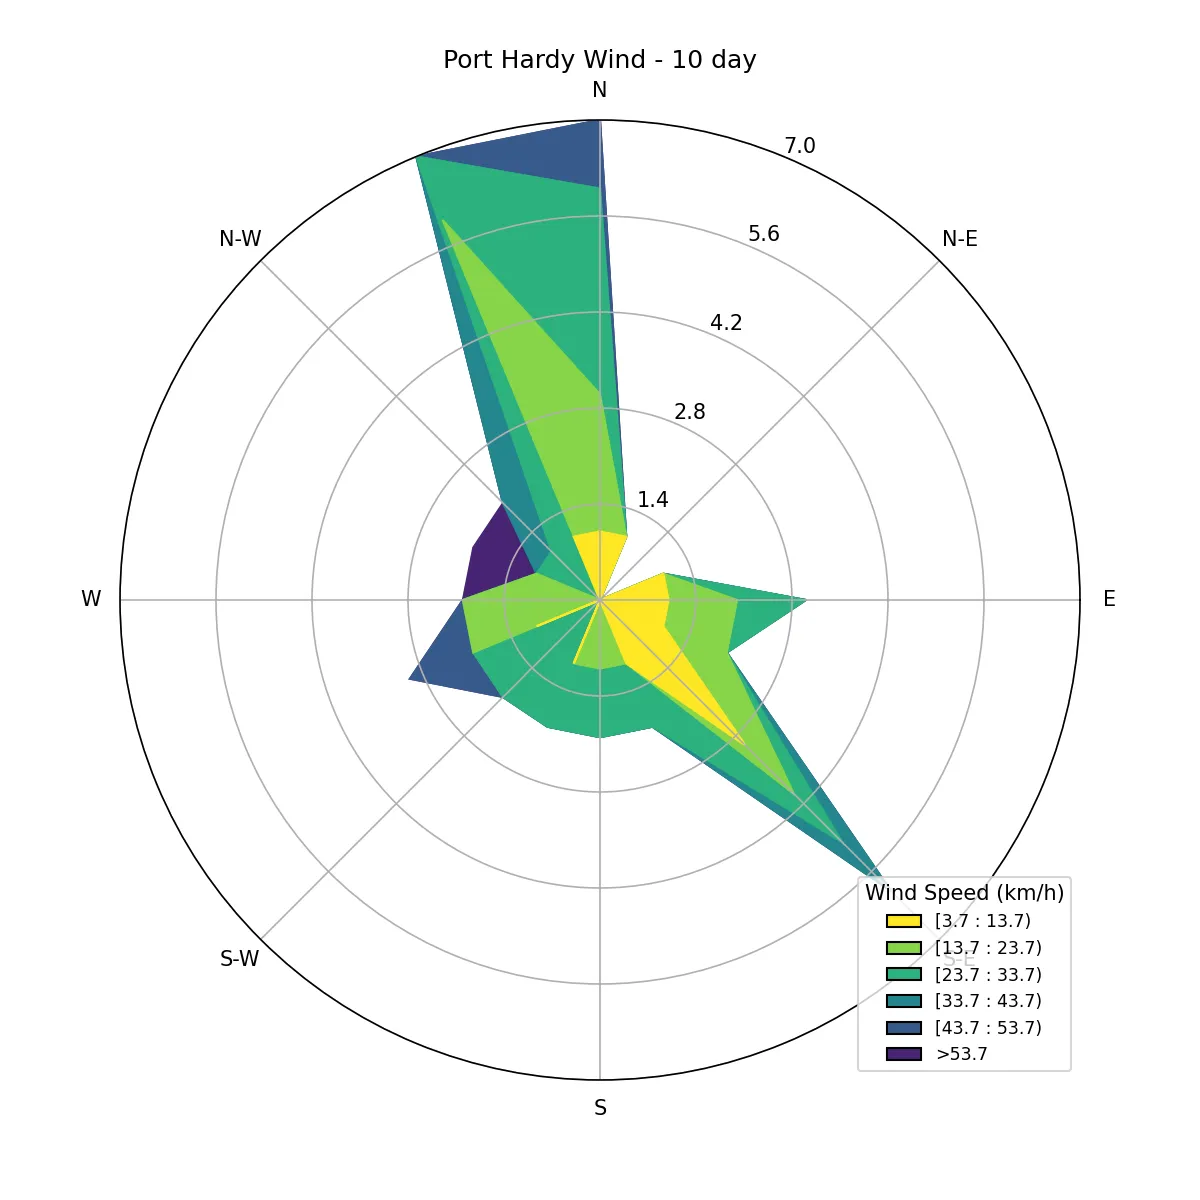 Port Hardy Wind - 10 day
N
7.0
N-W
5.6
N-E
4.2
2.8
1.4
W
E
Wind Speed (km/h)
[3.7 : 13.7)
[13.7 : 23.7)
S-W
S-E
[23.7 : 33.7)
[33.7 : 43.7)
[43.7 : 53.7)
>53.7
S